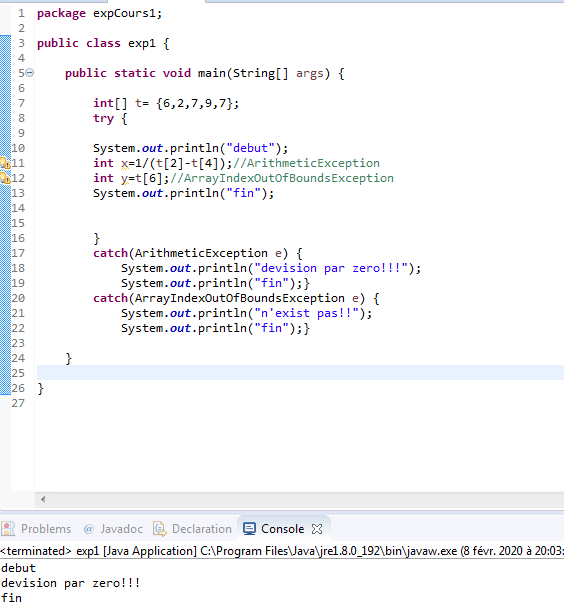 1 package expCours1;
2
3 public class exp1 {
4
5 public static void main(String[] args) {
6
7 int[] t= {6,2,7,9,7};
8 try {
9
10 System.out.println("debut");
11 int x=1/(t[2]-t[4]);//ArithmeticException
12 int y=t[6];//ArrayIndexOutOfBoundsException
13 System.out.println("fin");
14
15
16 }
17 catch(ArithmeticException e) {
18 System.out.println("devision par zero!!!");
19 System.out.println("fin");}
20 catch(ArrayIndexOutOfBoundsException e) {
21 System.out.println("n'exist pas!!");
22 System.out.println("fin");}
23
24 }
25
26 }
27
Problems @ Javadoc Declaration Console
<terminated> exp1 [Java Application] C:\Program Files\Java\jre1.8.0_192\bin\javaw.exe (8 févr. 2020 à 20:03:
debut
devision par zero!!!
fin